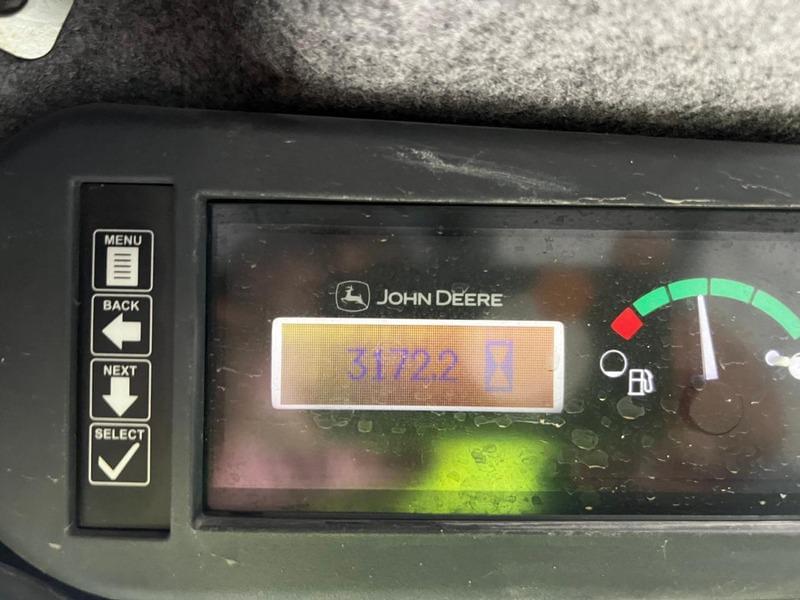 MENU
BACK
NEXT
SELECT
JOHN DEERE
3172.2